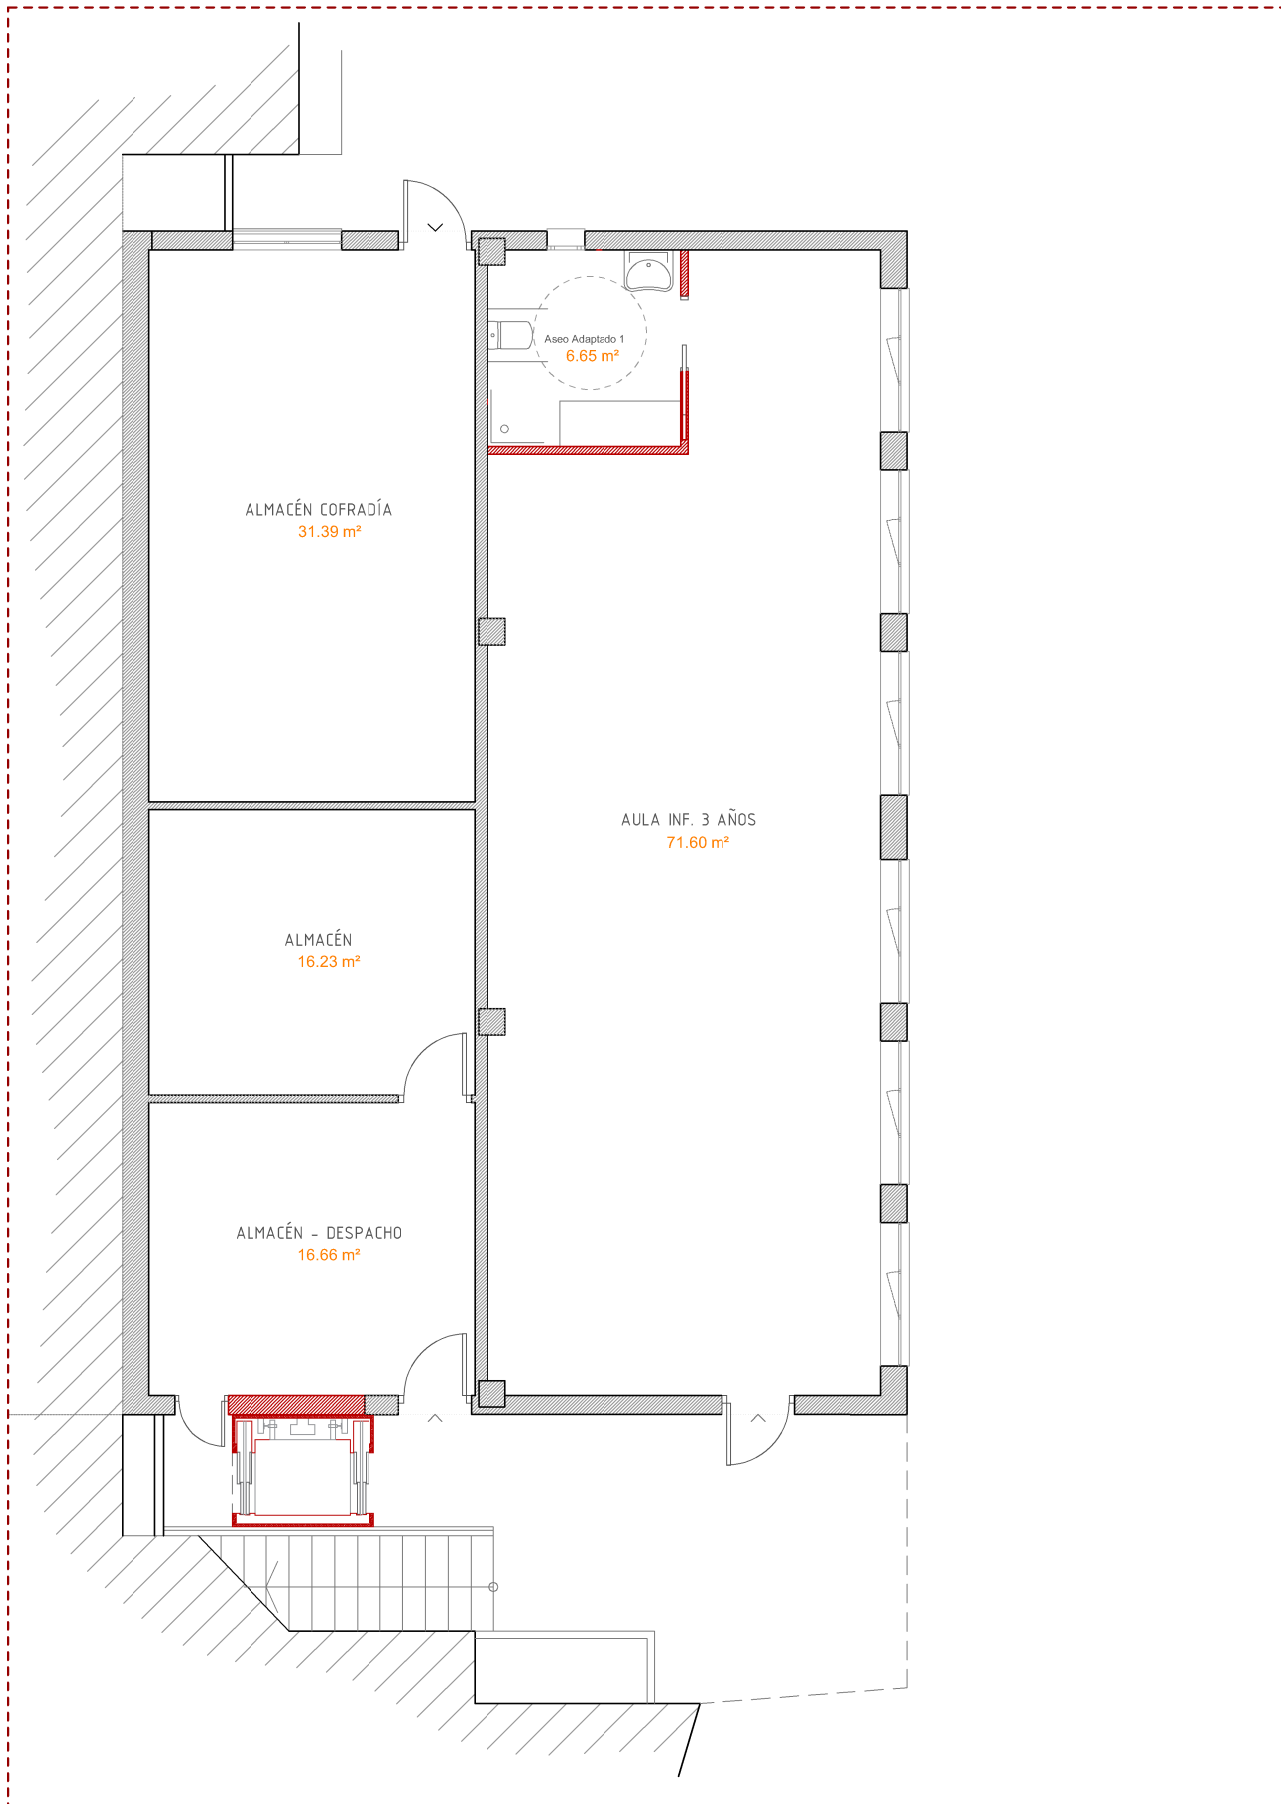 Aseo Adaptado 1
6.65 m²
ALMACÉN COFRADÍA
31.39 m²
AULA INF. 3 AÑOS
71.60 m²
ALMACÉN
16.23 m²
ALMACÉN - DESPACHO
16.66 m²